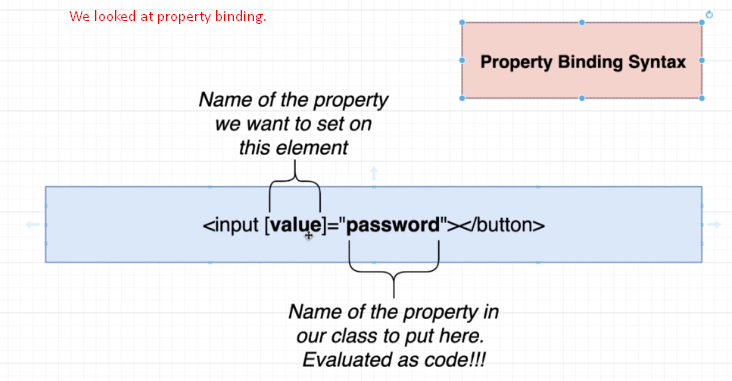 We looked at property binding.
Property Binding Syntax
Name of the property
we want to set on
this element
<input [value]="password"></button>
Name of the property in
our class to put here.
Evaluated as code!!!